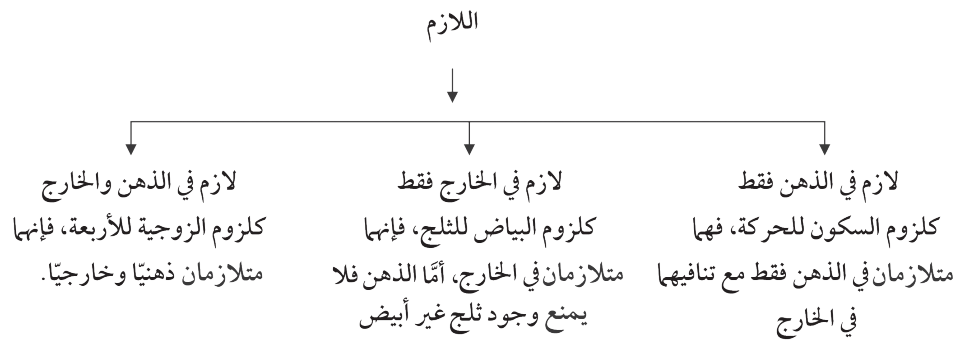 اللازم
لازم في الذهن فقط
كلزوم السكون للحركة، فهما
متلازمان في الذهن فقط مع تنافيهما
في الخارج
لازم في الخارج فقط
كلزوم البياض للثلج، فإنهما
متلازمان في الخارج، أمَّا الذهن فلا
يمنع وجود ثلج غير أبيض
لازم في الذهن والخارج
كلزوم الزوجية للأربعة، فإنهما
متلازمان ذهنيّا وخارجيّا.